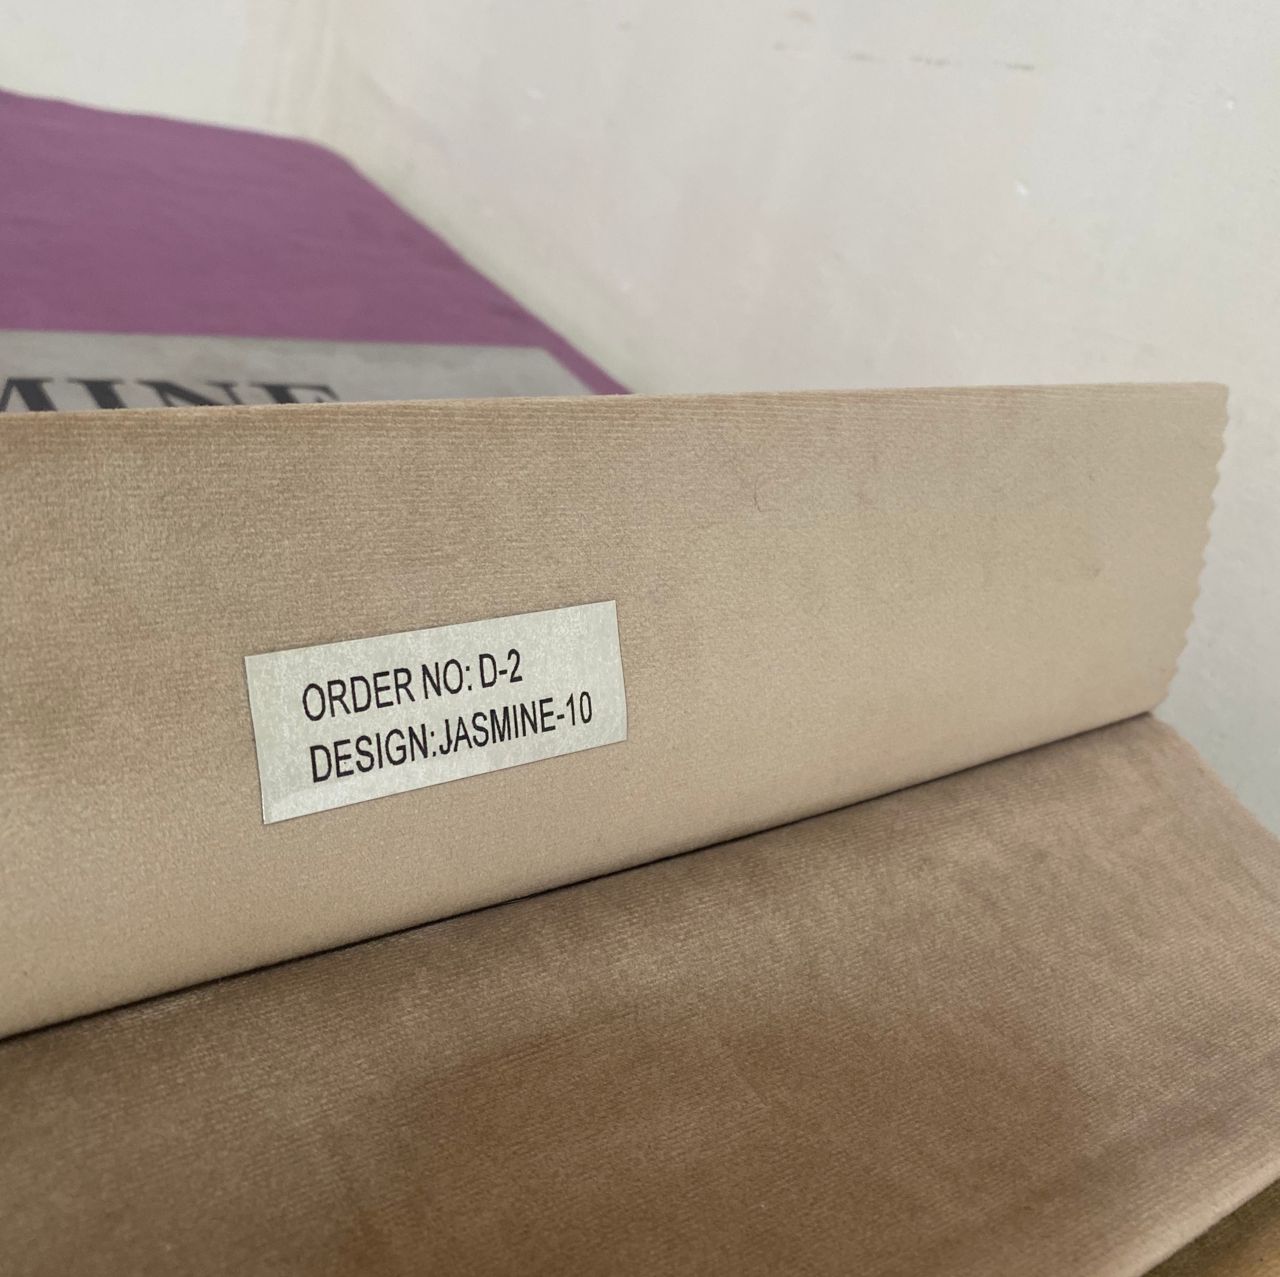 MINE
ORDER NO: D-2
DESIGN:JASMINE-10